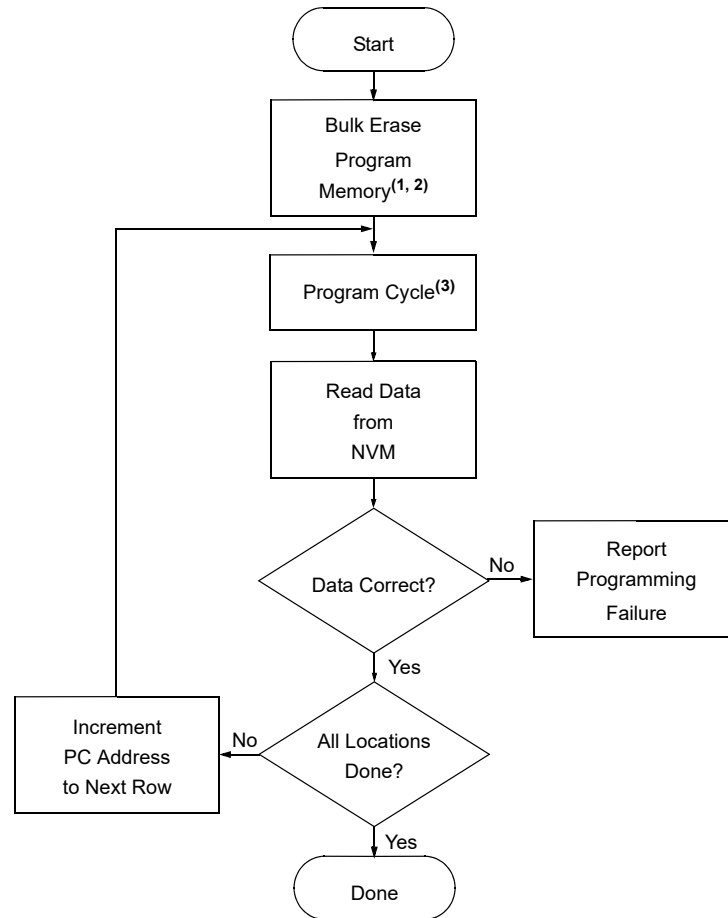 Start
Bulk Erase
Program
Memory(1, 2)
Program Cycle(3)
Read Data
from
NVM
Data Correct?
No
Report
Programming
Failure
Yes
All Locations
Done?
No
Increment
PC Address
to Next Row
Yes
Done